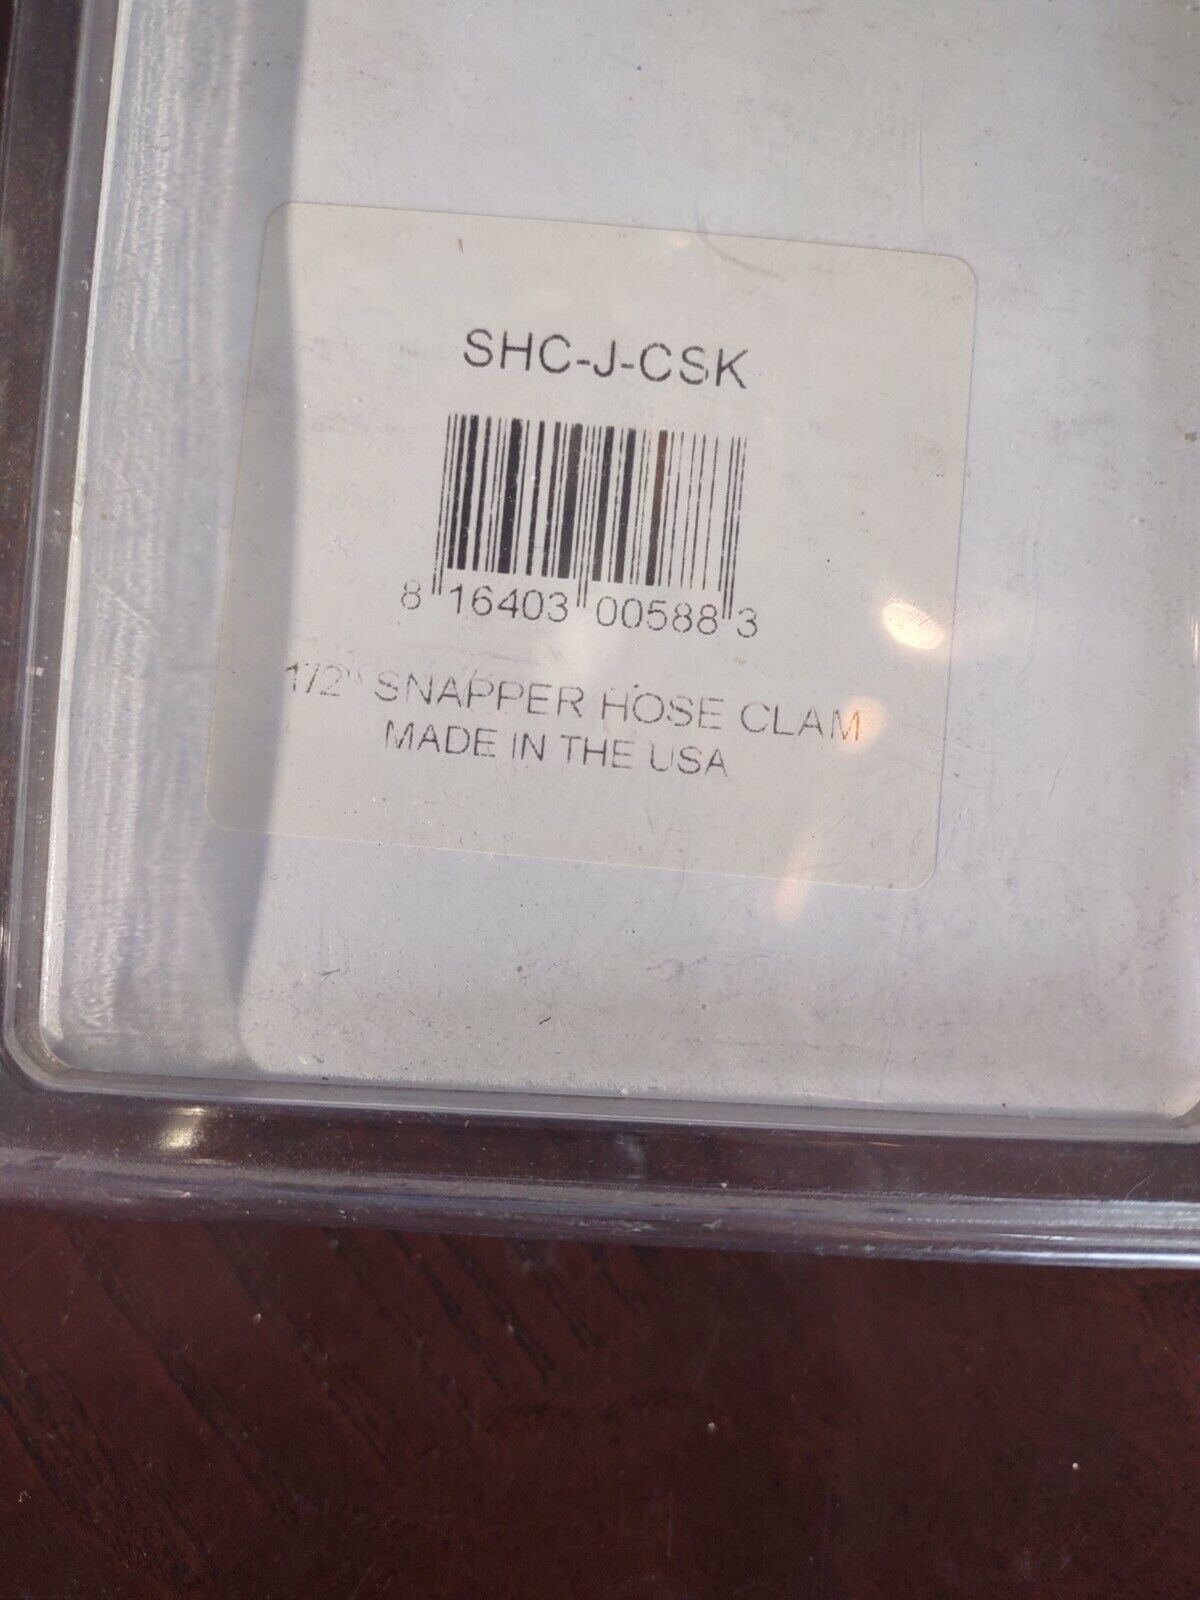 SHC-J-CSK
8 16403 00588 3
1/2" SNAPPER HOSE CLAM
MADE IN THE USA